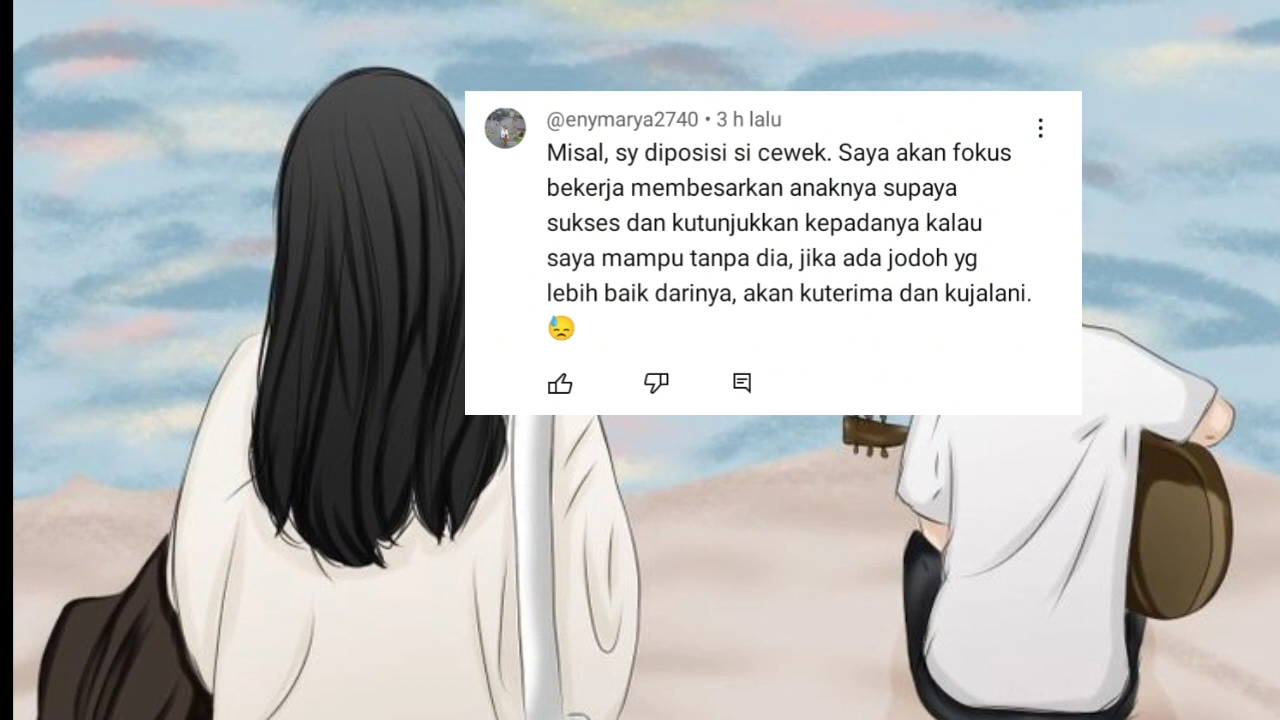 @enymarya2740 • 3 h lalu
Misal, sy diposisi si cewek. Saya akan fokus
bekerja membesarkan anaknya supaya
sukses dan kutunjukkan kepadanya kalau
saya mampu tanpa dia, jika ada jodoh yg
lebih baik darinya, akan kuterima dan kujalani.
😓